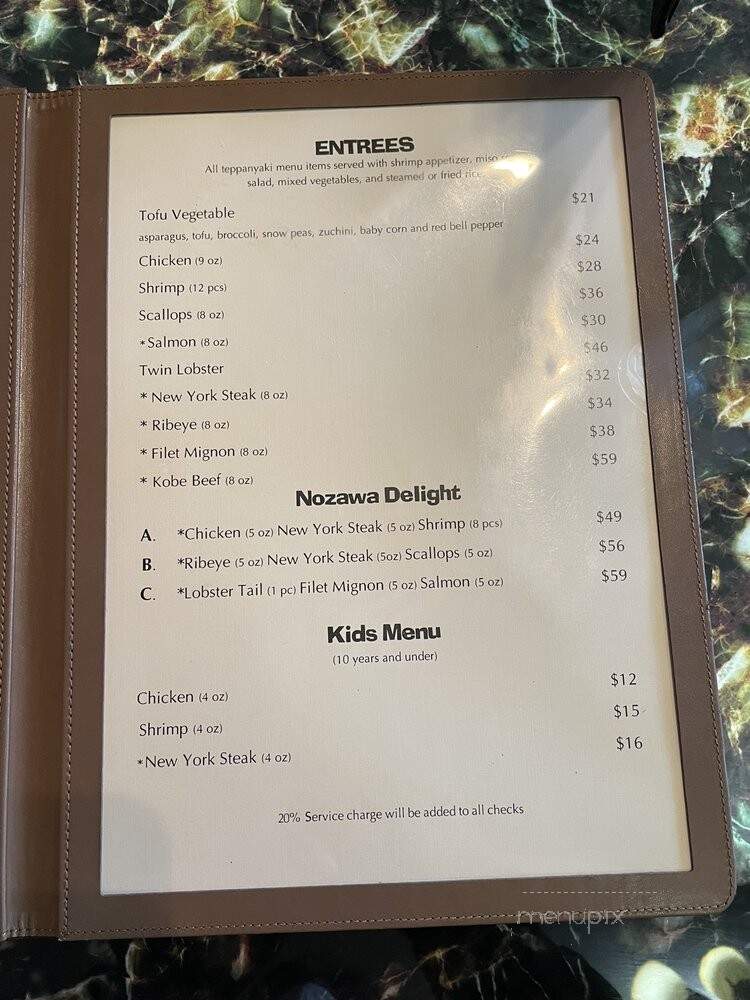 ENTREES
All teppanyaki menu items served with shrimp appetizer, miso
salad, mixed vegetables, and steamed or fried rice
Tofu Vegetable $21
asparagus, tofu, broccoli, snow peas, zuchini, baby corn and red bell pepper
Chicken (9 oz) $24
Shrimp (12 pcs) $28
Scallops (8 oz) $36
*Salmon (8 oz) $30
Twin Lobster $46
* New York Steak (8 oz) $32
* Ribeye (8 oz) $34
* Filet Mignon (8 oz) $38
* Kobe Beef (8 oz) $59
Nozawa Delight
A. *Chicken (5 oz) New York Steak (5 oz) Shrimp (8 pcs) $49
B. *Ribeye (5 oz) New York Steak (5oz) Scallops (5 oz) $56
C. *Lobster Tail (1 pc) Filet Mignon (5 oz) Salmon (5 oz) $59
Kids Menu
(10 years and under)
Chicken (4 oz) $12
Shrimp (4 oz) $15
*New York Steak (4 oz) $16
20% Service charge will be added to all checks
menupix